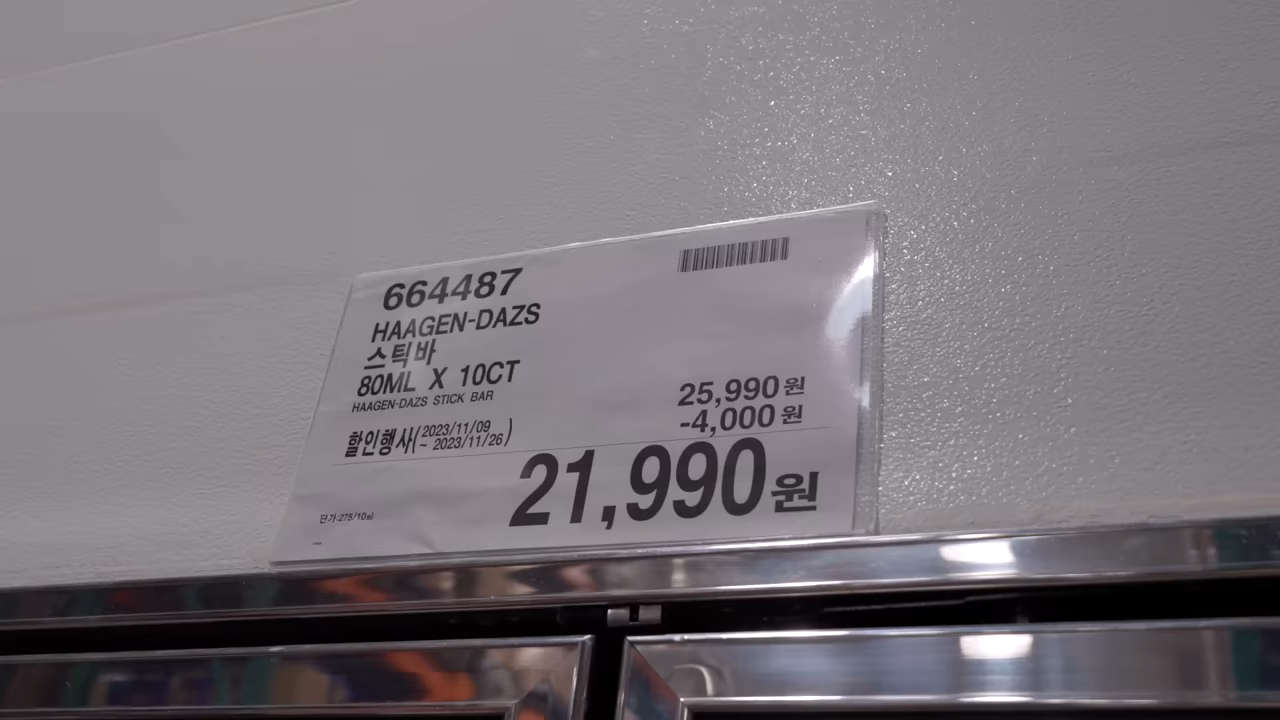 664487
HAAGEN-DAZS
스틱바
80ML X 10CT
HAAGEN-DAZS STICK BAR
할인행사(2023/11/09
~ 2023/11/26)
25,990원
-4,000원
21,990원
단가:275/10㎖